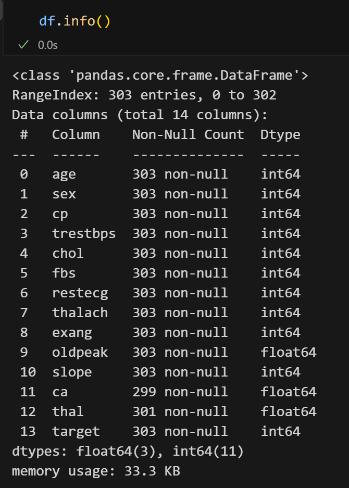 df.info()
✓ 0.0s
<class 'pandas.core.frame.DataFrame'>
RangeIndex: 303 entries, 0 to 302
Data columns (total 14 columns):
 #   Column    Non-Null Count  Dtype
---  ------    --------------  -----
 0   age       303 non-null    int64
 1   sex       303 non-null    int64
 2   cp        303 non-null    int64
 3   trestbps  303 non-null    int64
 4   chol      303 non-null    int64
 5   fbs       303 non-null    int64
 6   restecg   303 non-null    int64
 7   thalach   303 non-null    int64
 8   exang     303 non-null    int64
 9   oldpeak   303 non-null    float64
 10  slope     303 non-null    int64
 11  ca        299 non-null    float64
 12  thal      301 non-null    float64
 13  target    303 non-null    int64
dtypes: float64(3), int64(11)
memory usage: 33.3 KB